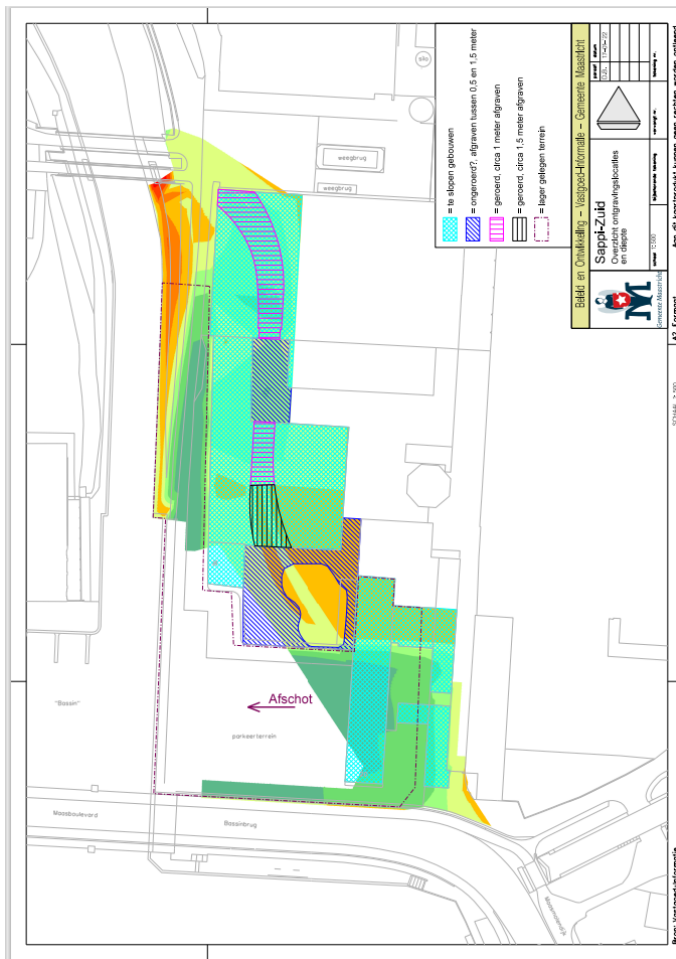 = te slopen gebouwen
= ongeroerd?, afgraven tussen 0,5 en 1,5 meter
= geroerd, circa 1 meter afgraven
= geroerd, circa 1,5 meter afgraven
= lager gelegen terrein
Beleid en Ontwikkeling – Vastgoed-Informatie – Gemeente Maastricht
Sappi-Zuid
Overzicht ontgravingslocaties
en diepte
Gemeente Maastricht
A2 Formaat
silo
weegbrug
weegbrug
"Bassin"
Afschot
parkeerterrein
Maasboulevard
Bassinbrug